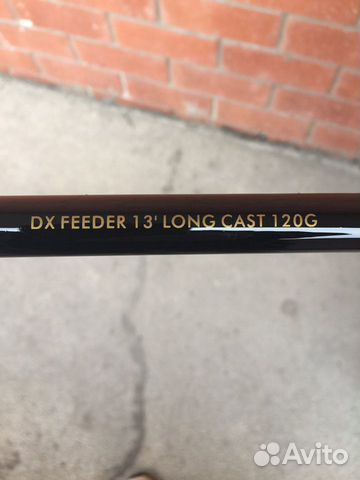 DX FEEDER 13' LONG CAST 120G
Avito